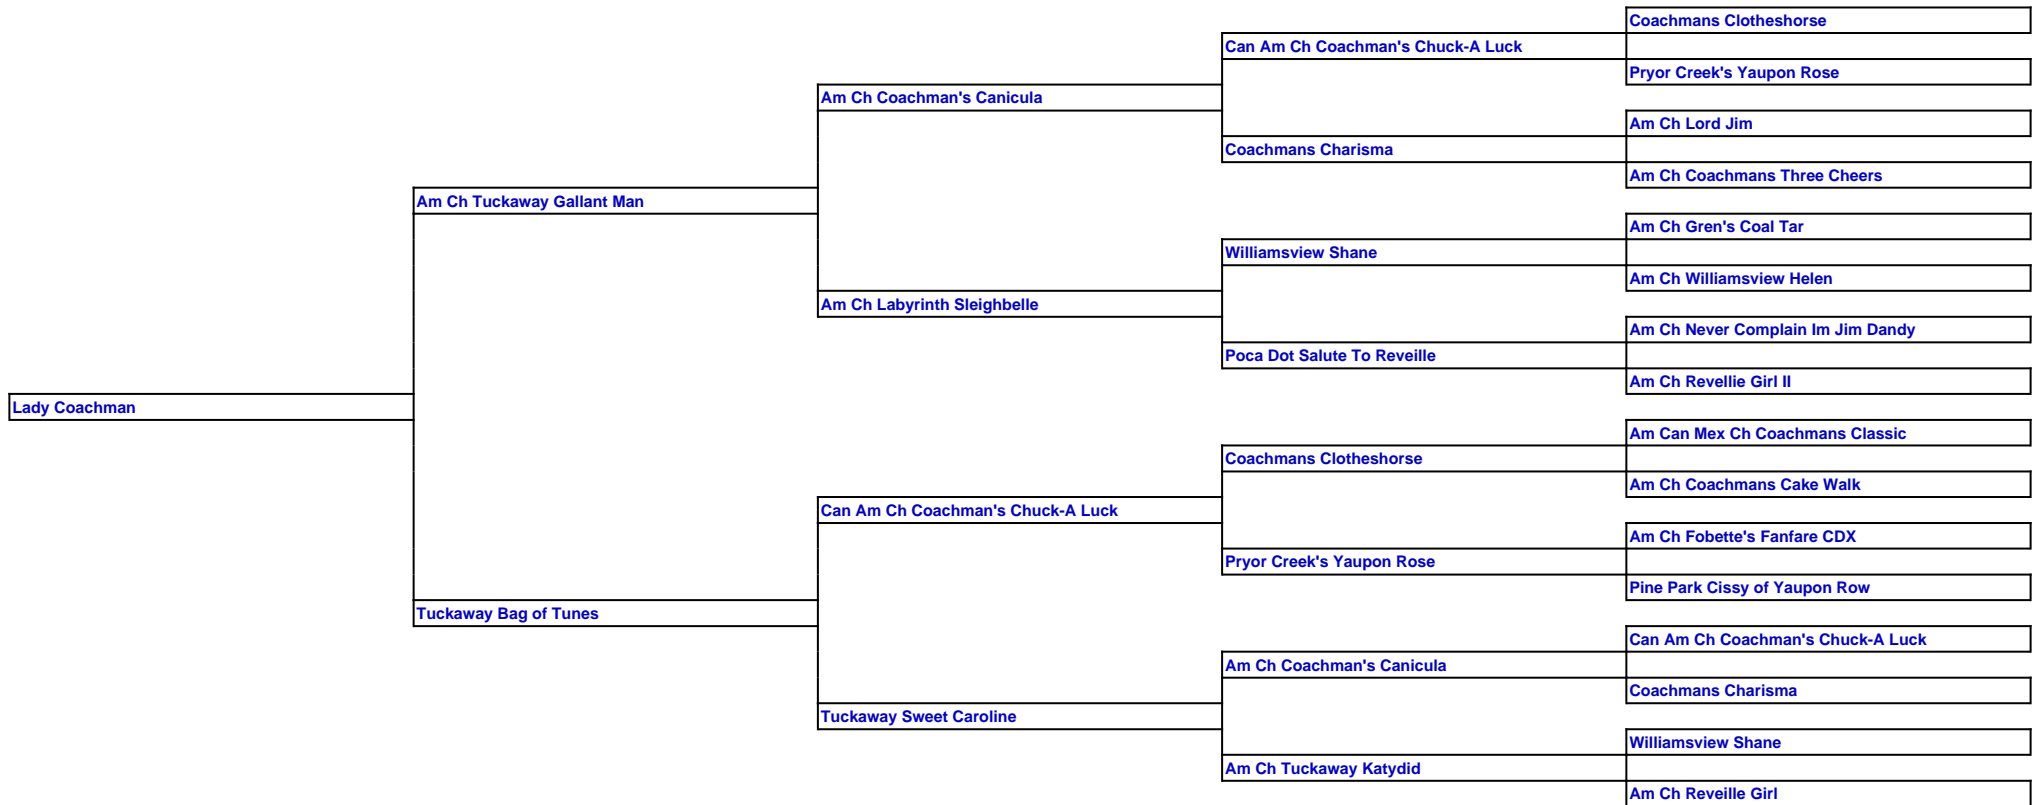 Coachmans Clotheshorse
Can Am Ch Coachman's Chuck-A Luck
Pryor Creek's Yaupon Rose
Am Ch Coachman's Canicula
Am Ch Lord Jim
Coachmans Charisma
Am Ch Coachmans Three Cheers
Am Ch Tuckaway Gallant Man
Am Ch Gren's Coal Tar
Williamsview Shane
Am Ch Williamsview Helen
Am Ch Labyrinth Sleighbelle
Am Ch Never Complain Im Jim Dandy
Poca Dot Salute To Reveille
Am Ch Revellie Girl II
Lady Coachman
Am Can Mex Ch Coachmans Classic
Coachmans Clotheshorse
Am Ch Coachmans Cake Walk
Can Am Ch Coachman's Chuck-A Luck
Am Ch Fobette's Fanfare CDX
Pryor Creek's Yaupon Rose
Pine Park Cissy of Yaupon Row
Tuckaway Bag of Tunes
Can Am Ch Coachman's Chuck-A Luck
Am Ch Coachman's Canicula
Coachmans Charisma
Tuckaway Sweet Caroline
Williamsview Shane
Am Ch Tuckaway Katydid
Am Ch Reveille Girl